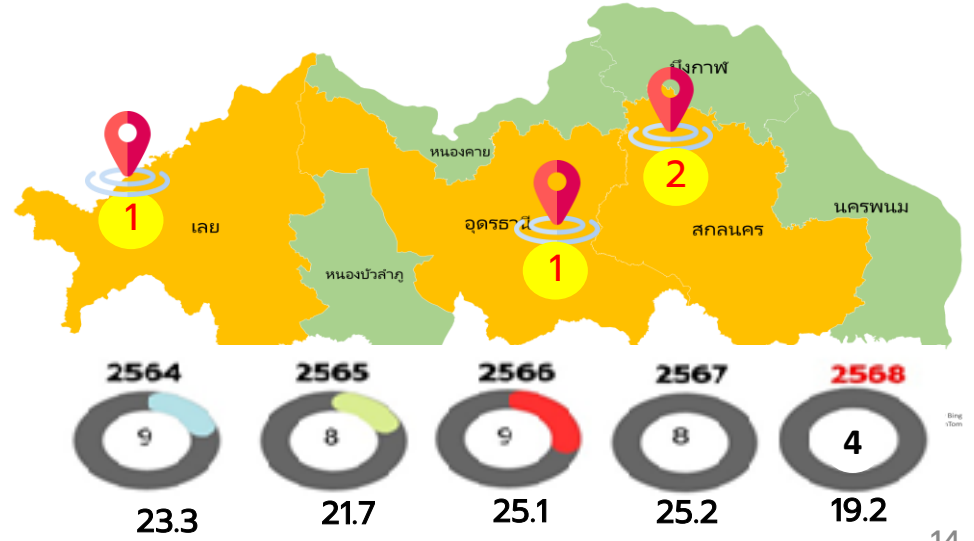 บึงกาฬ
หนองคาย
1
2
เลย
อุดรธานี
สกลนคร
นครพนม
1
หนองบัวลำภู
2564
2565
2566
2567
2568
9
8
9
8
4
Bing
23.3
21.7
25.1
25.2
19.2
14